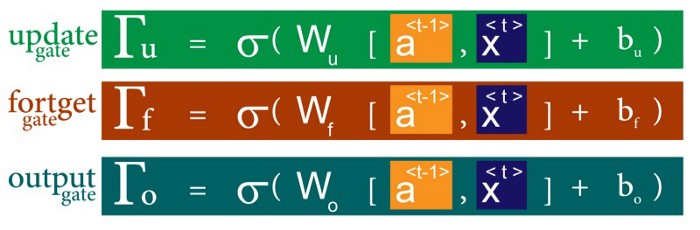 update gate Γu = σ( Wu [ a<t-1> , x<t> ] + bu )
fortget gate Γf = σ( Wf [ a<t-1> , x<t> ] + bf )
output gate Γo = σ( Wo [ a<t-1> , x<t> ] + bo )